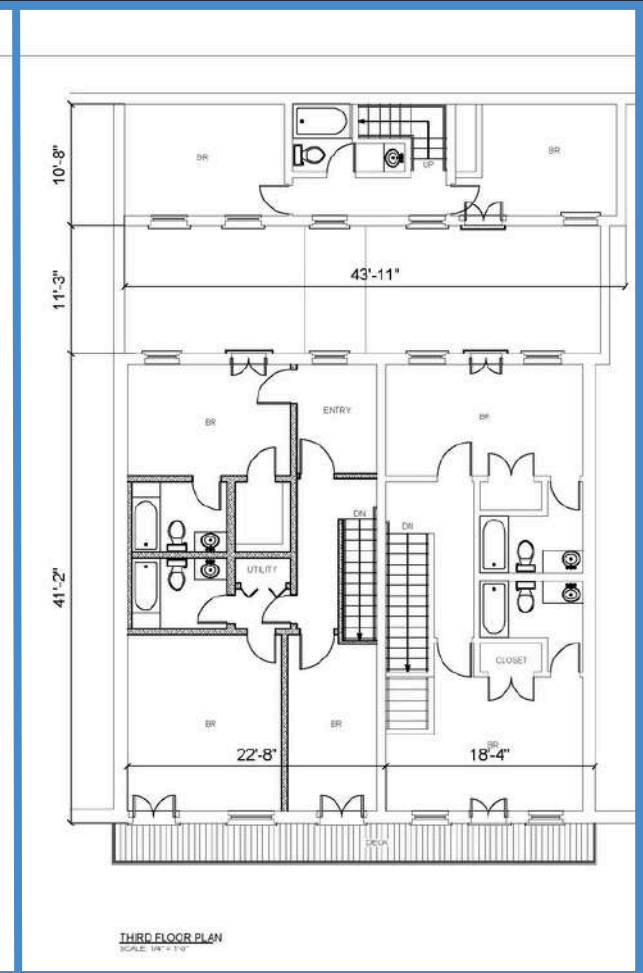 10'-8"
BR
UP
BR
11'-3"
43'-11"
BR
ENTRY
BR
DN
DN
UTILITY
41'-2"
CLOSET
BR
BR
BR
22'-8"
18'-4"
DECK
THIRD FLOOR PLAN
SCALE: 1/4" = 1'-0"